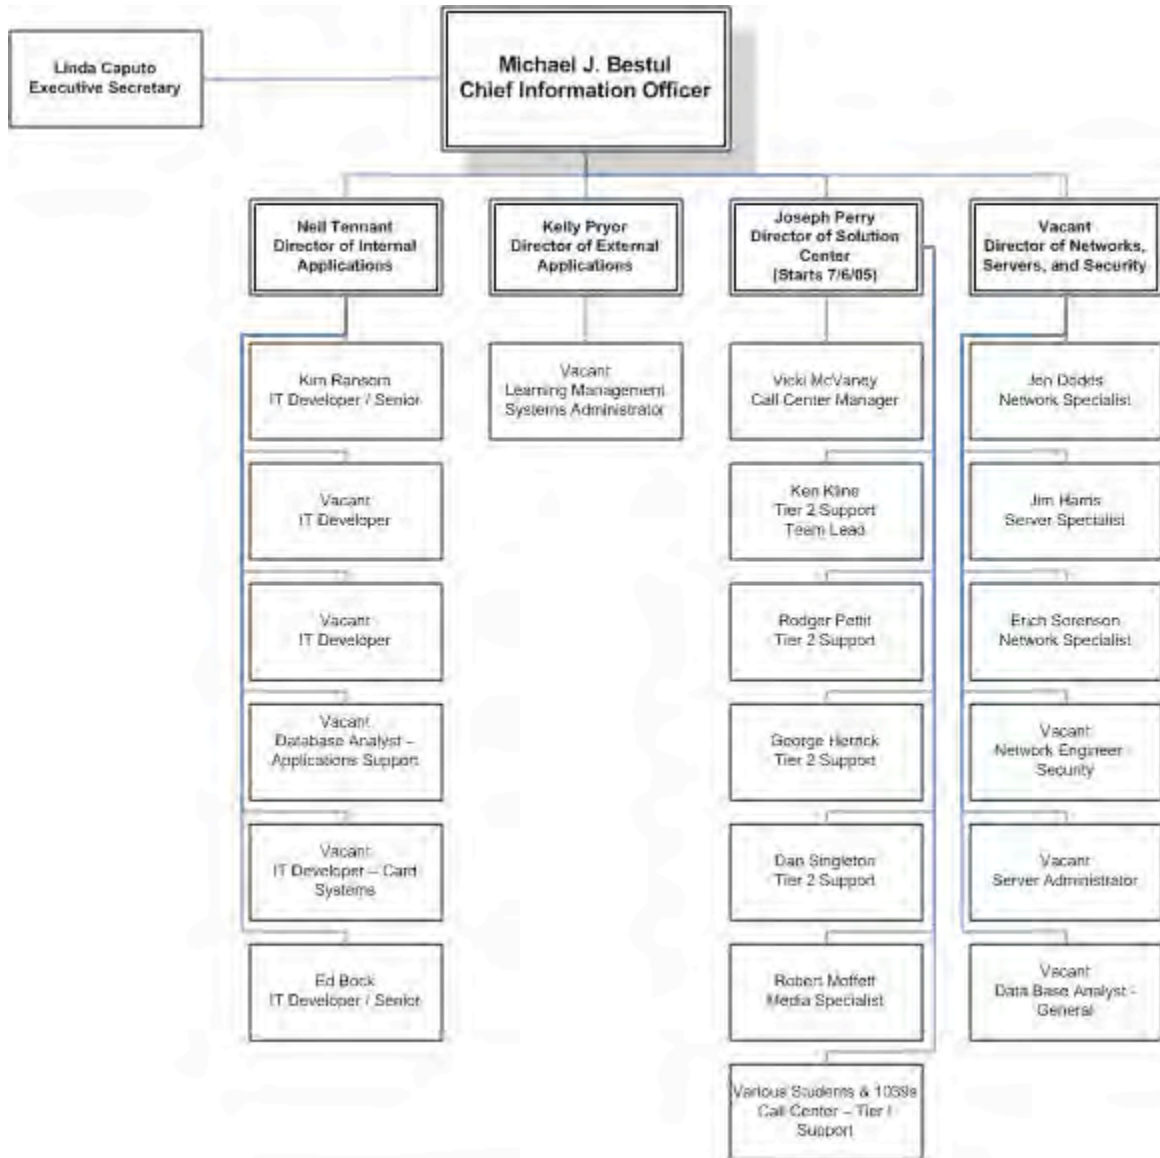 Linda Caputo
Executive Secretary
Michael J. Bestul
Chief Information Officer
Neil Tennant
Director of Internal
Applications
Kelly Pryor
Director of External
Applications
Joseph Perry
Director of Solution
Center
(Starts 7/6/05)
Vacant
Director of Networks,
Servers, and Security
Kim Ransom
IT Developer / Senior
Vacant
IT Developer
Vacant
IT Developer
Vacant
Database Analyst –
Applications Support
Vacant
IT Developer – Card
Systems
Ed Bock
IT Developer / Senior
Vacant
Learning Management
Systems Administrator
Vicki McVaney
Call Center Manager
Ken Kline
Tier 2 Support
Team Lead
Rodger Pettit
Tier 2 Support
George Herrick
Tier 2 Support
Dan Singleton
Tier 2 Support
Robert Moffett
Media Specialist
Various Students & 1039s
Call Center – Tier I
Support
Jon Dodds
Network Specialist
Jim Harris
Server Specialist
Erich Sorenson
Network Specialist
Vacant
Network Engineer
Security
Vacant
Server Administrator
Vacant
Data Base Analyst -
General